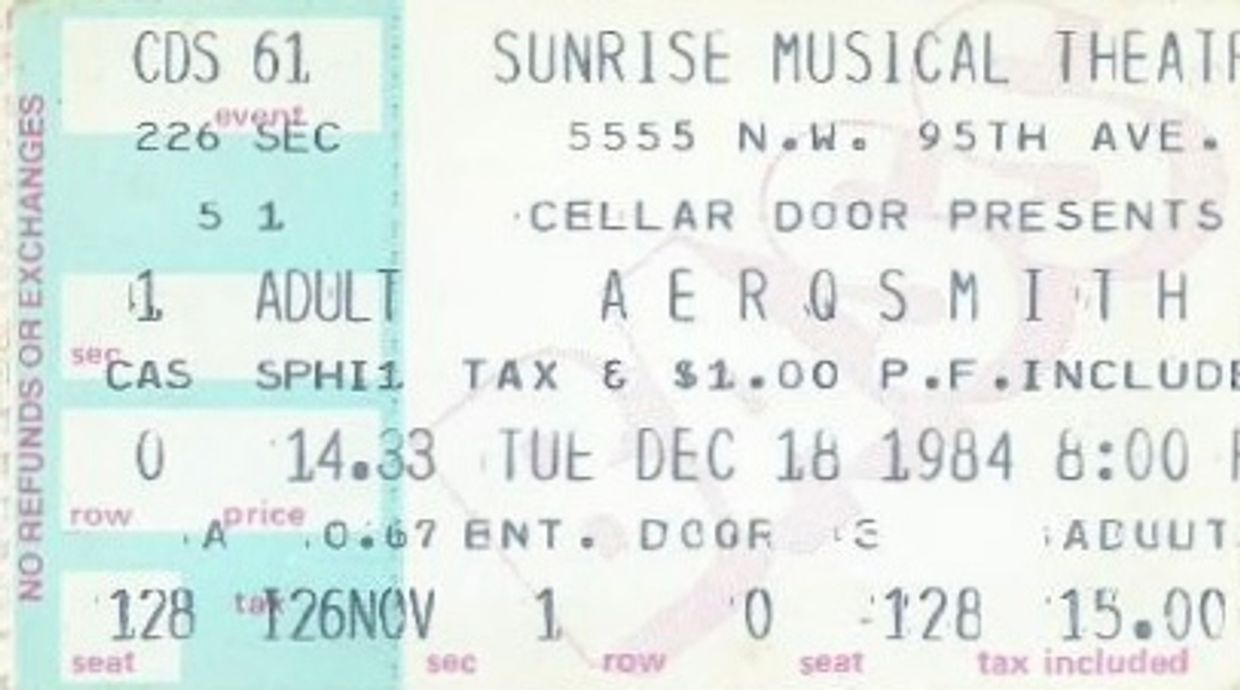 NO REFUNDS OR EXCHANGES
CDS 61 SUNRISE MUSICAL THEATR
event
226 SEC 5555 N.W. 95TH AVE.
5 1 CELLAR DOOR PRESENTS
1 ADULT A E R O S M I T H
sec
CAS SPHI1 TAX & $1.00 P.F.INCLUDE
0 14.33 TUE DEC 18 1984 8:00 P
row price
A 0.67 ENT. DOOR 3 ADULT
tax
128 I26NOV 1 0 128 15.00
seat sec row seat tax included